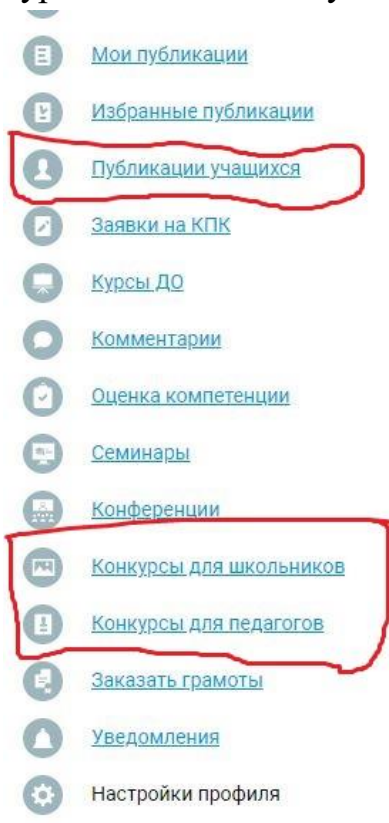 Мои публикации
Избранные публикации
Публикации учащихся
Заявки на КПК
Курсы ДО
Комментарии
Оценка компетенции
Семинары
Конференции
Конкурсы для школьников
Конкурсы для педагогов
Заказать грамоты
Уведомления
Настройки профиля